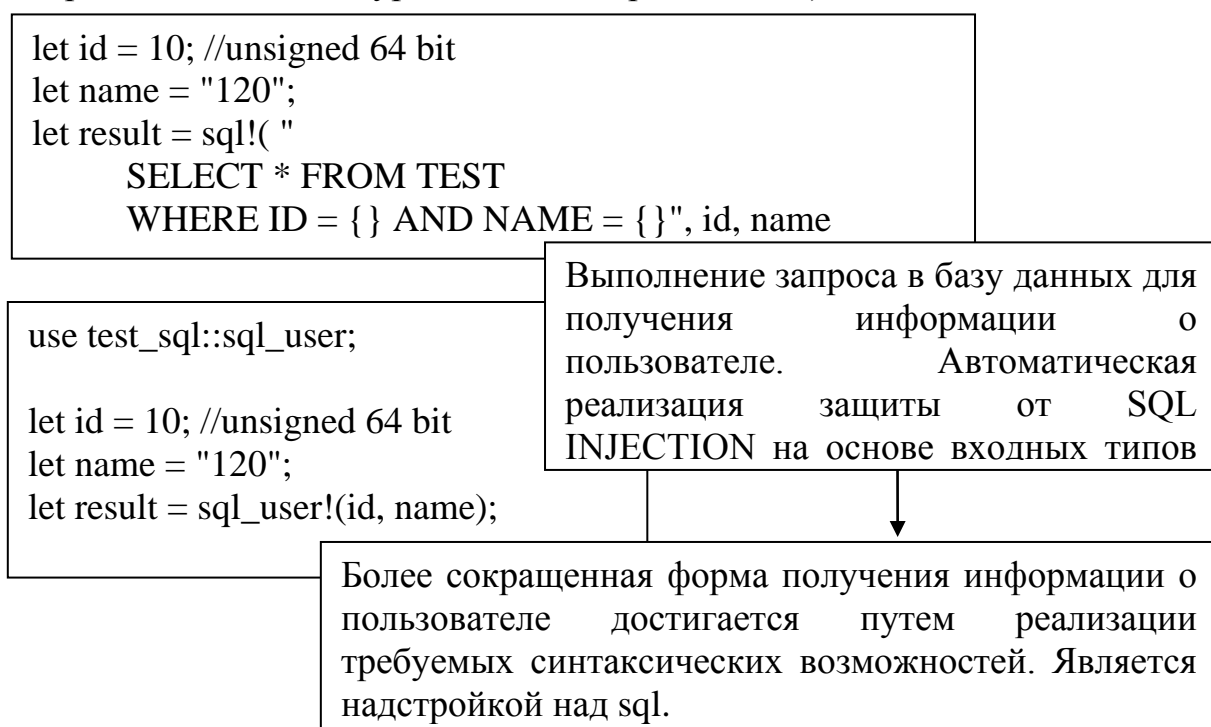 let id = 10; //unsigned 64 bit
let name = "120";
let result = sql!( "
SELECT * FROM TEST
WHERE ID = {} AND NAME = {}", id, name
Выполнение запроса в базу данных для
получения информации о
пользователе. Автоматическая
реализация защиты от SQL
INJECTION на основе входных типов
use test_sql::sql_user;
let id = 10; //unsigned 64 bit
let name = "120";
let result = sql_user!(id, name);
Более сокращенная форма получения информации о
пользователе достигается путем реализации
требуемых синтаксических возможностей. Является
надстройкой над sql.